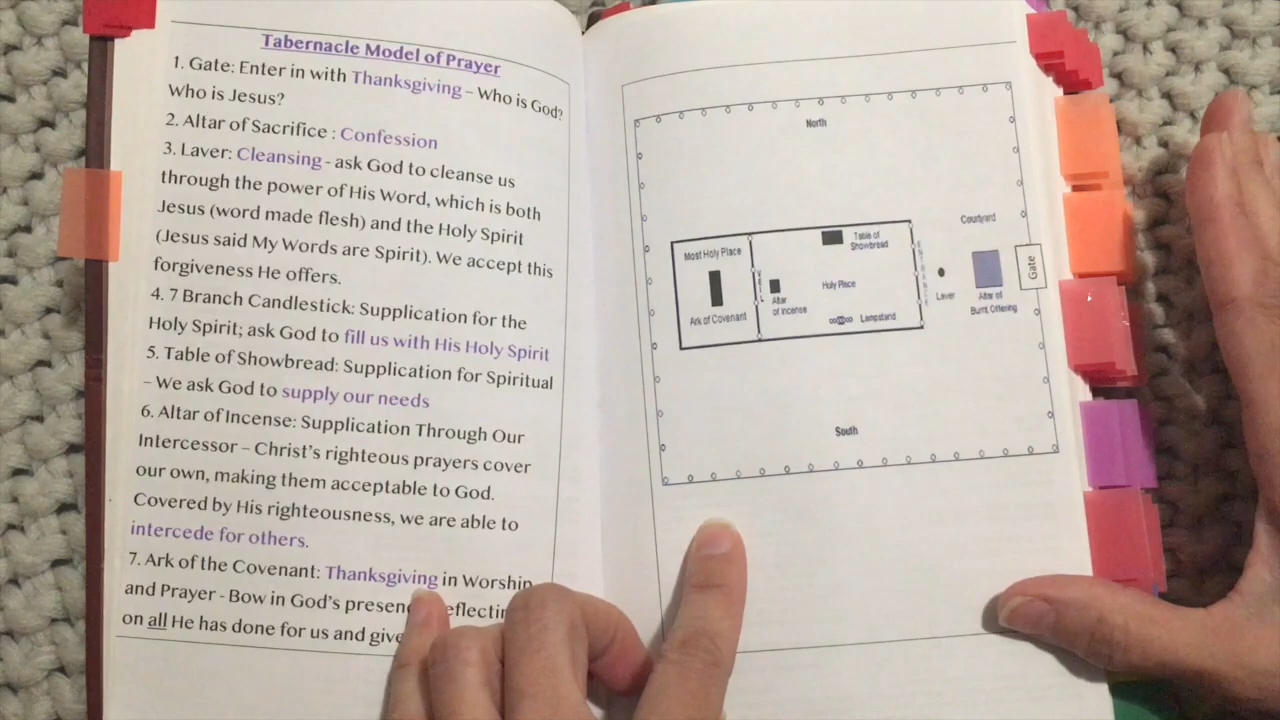 Tabernacle Model of Prayer
1. Gate: Enter in with Thanksgiving – Who is God?
Who is Jesus?
2. Altar of Sacrifice : Confession
3. Laver: Cleansing - ask God to cleanse us
through the power of His Word, which is both
Jesus (word made flesh) and the Holy Spirit
(Jesus said My Words are Spirit). We accept this
forgiveness He offers.
4. 7 Branch Candlestick: Supplication for the
Holy Spirit; ask God to fill us with His Holy Spirit
5. Table of Showbread: Supplication for Spiritual
– We ask God to supply our needs
6. Altar of Incense: Supplication Through Our
Intercessor – Christ's righteous prayers cover
our own, making them acceptable to God.
Covered by His righteousness, we are able to
intercede for others.
7. Ark of the Covenant: Thanksgiving in Worship
and Prayer - Bow in God's
on all He has done for us and give
North
Courtyard
Most Holy Place
Table of
Showbread
Gate
Holy Place
Altar
of Incense
Laver
Altar of
Burnt Offering
Ark of Covenant
Lampstand
South